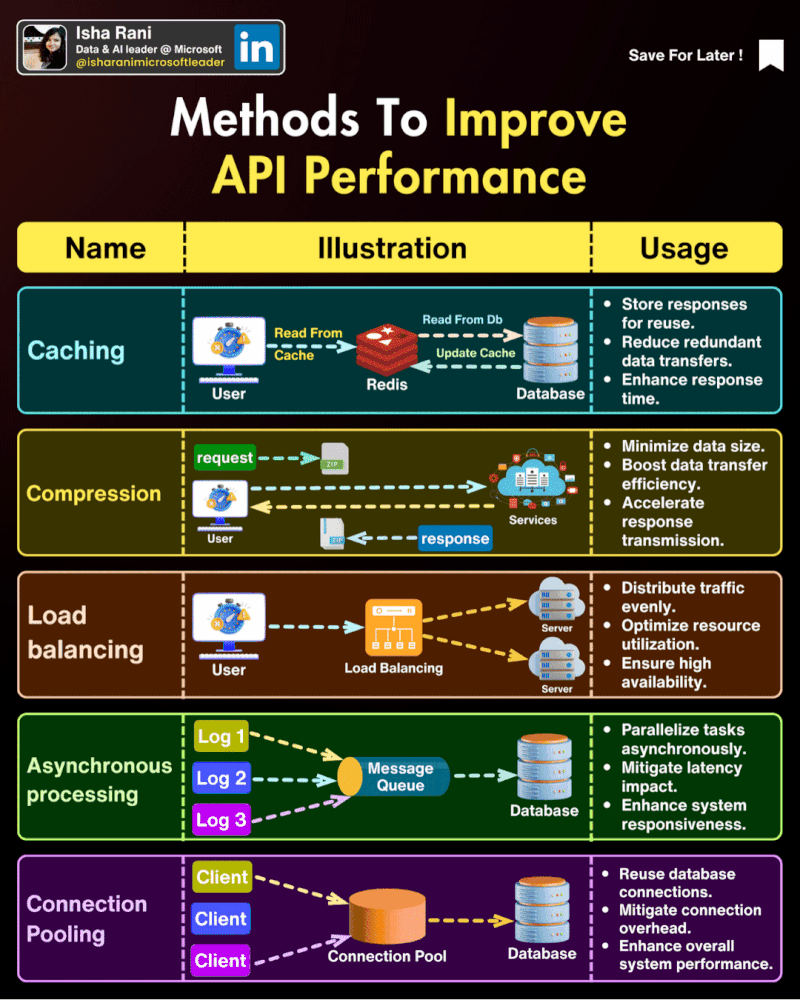 Isha Rani
Data & AI leader @ Microsoft
@isharanimicrosoftleader
in
Save For Later !
Methods To Improve
API Performance
Name
Illustration
Usage
Caching
Read From
Cache
User
Redis
Read From Db
Update Cache
Database
• Store responses
for reuse.
• Reduce redundant
data transfers.
• Enhance response
time.
Compression
request
ZIP
User
Services
response
• Minimize data size.
• Boost data transfer
efficiency.
• Accelerate
response
transmission.
Load
balancing
User
Load Balancing
Server
Server
• Distribute traffic
evenly.
• Optimize resource
utilization.
• Ensure high
availability.
Asynchronous
processing
Log 1
Log 2
Log 3
Message
Queue
Database
• Parallelize tasks
asynchronously.
• Mitigate latency
impact.
• Enhance system
responsiveness.
Connection
Pooling
Client
Client
Client
Connection Pool
Database
• Reuse database
connections.
• Mitigate connection
overhead.
• Enhance overall
system performance.